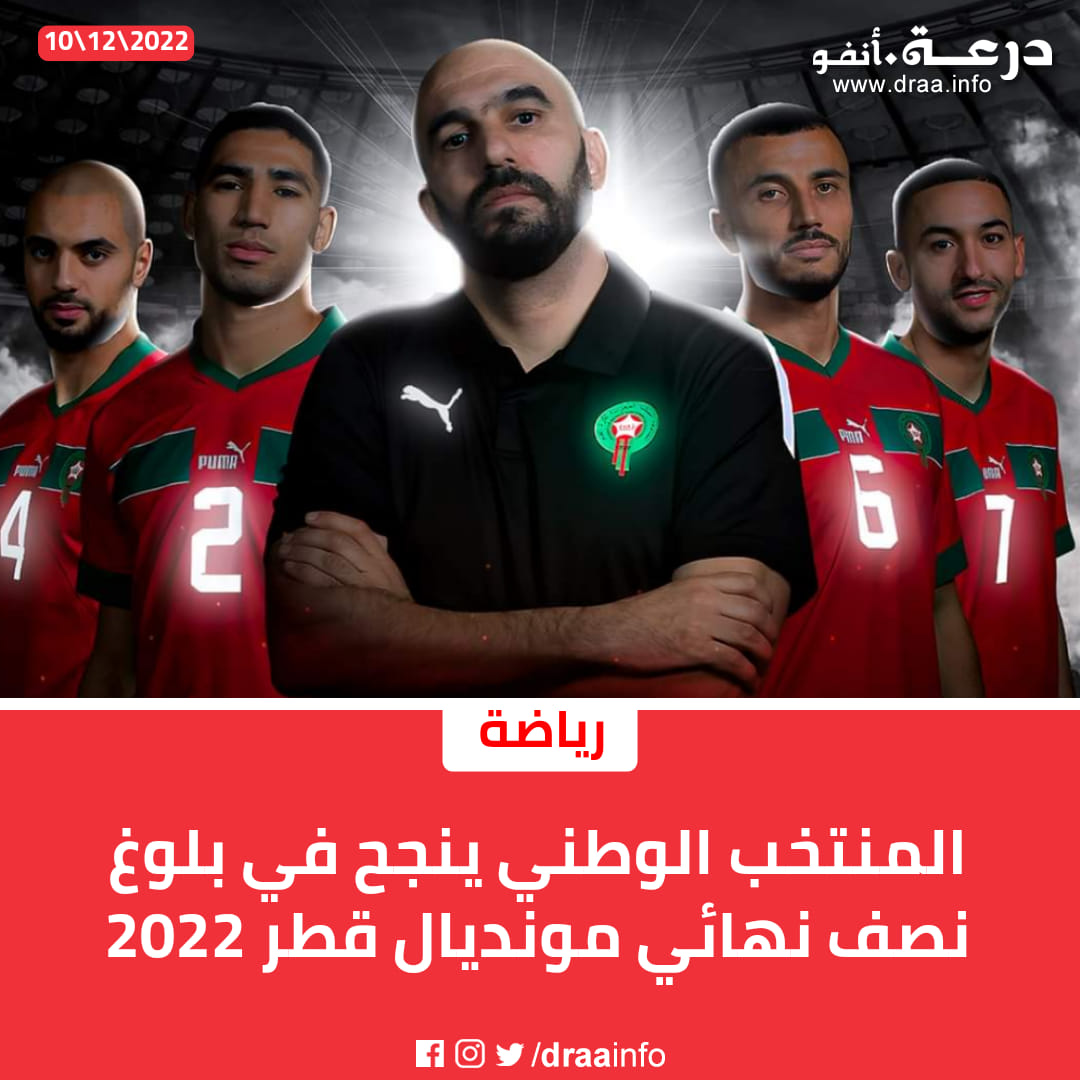 10\12\2022
درعة.أنفو
www.draa.info
PUMA
PUMA
PUMA
PUMA
4
2
6
7
رياضة
المنتخب الوطني ينجح في بلوغ
نصف نهائي مونديال قطر 2022
/draainfo